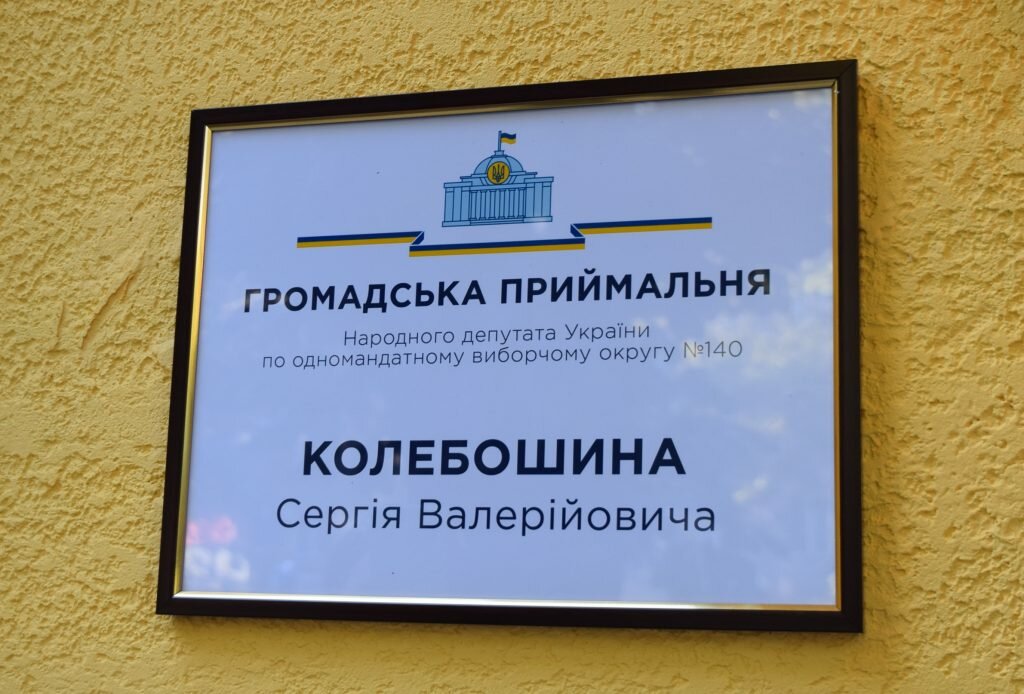 ГРОМАДСЬКА ПРИЙМАЛЬНЯ
Народного депутата України
по одномандатному виборчому округу №140
КОЛЕБОШИНА
Сергія Валерійовича